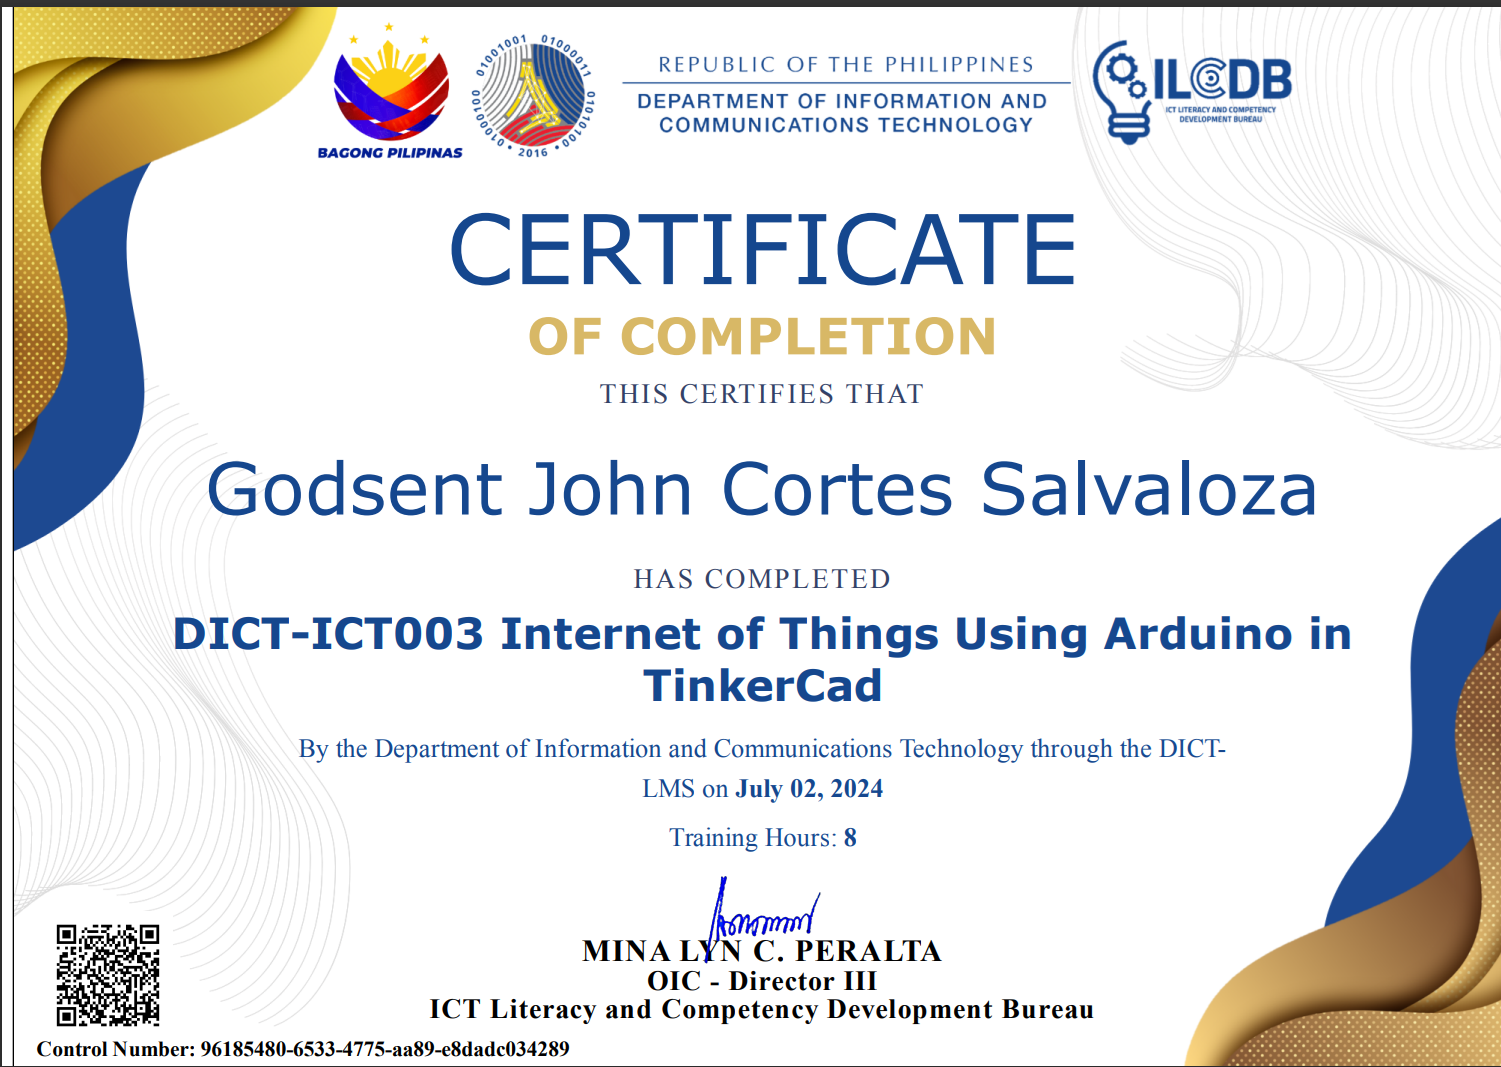 BAGONG PILIPINAS
01000100 01001001 01000011 01010100
2016
REPUBLIC OF THE PHILIPPINES
DEPARTMENT OF INFORMATION AND
COMMUNICATIONS TECHNOLOGY
ILCDB
ICT LITERACY AND COMPETENCY
DEVELOPMENT BUREAU
CERTIFICATE
OF COMPLETION
THIS CERTIFIES THAT
Godsent John Cortes Salvaloza
HAS COMPLETED
DICT-ICT003 Internet of Things Using Arduino in
TinkerCad
By the Department of Information and Communications Technology through the DICT-
LMS on July 02, 2024
Training Hours: 8
MINA LYN C. PERALTA
OIC - Director III
ICT Literacy and Competency Development Bureau
Control Number: 96185480-6533-4775-aa89-e8dadc034289